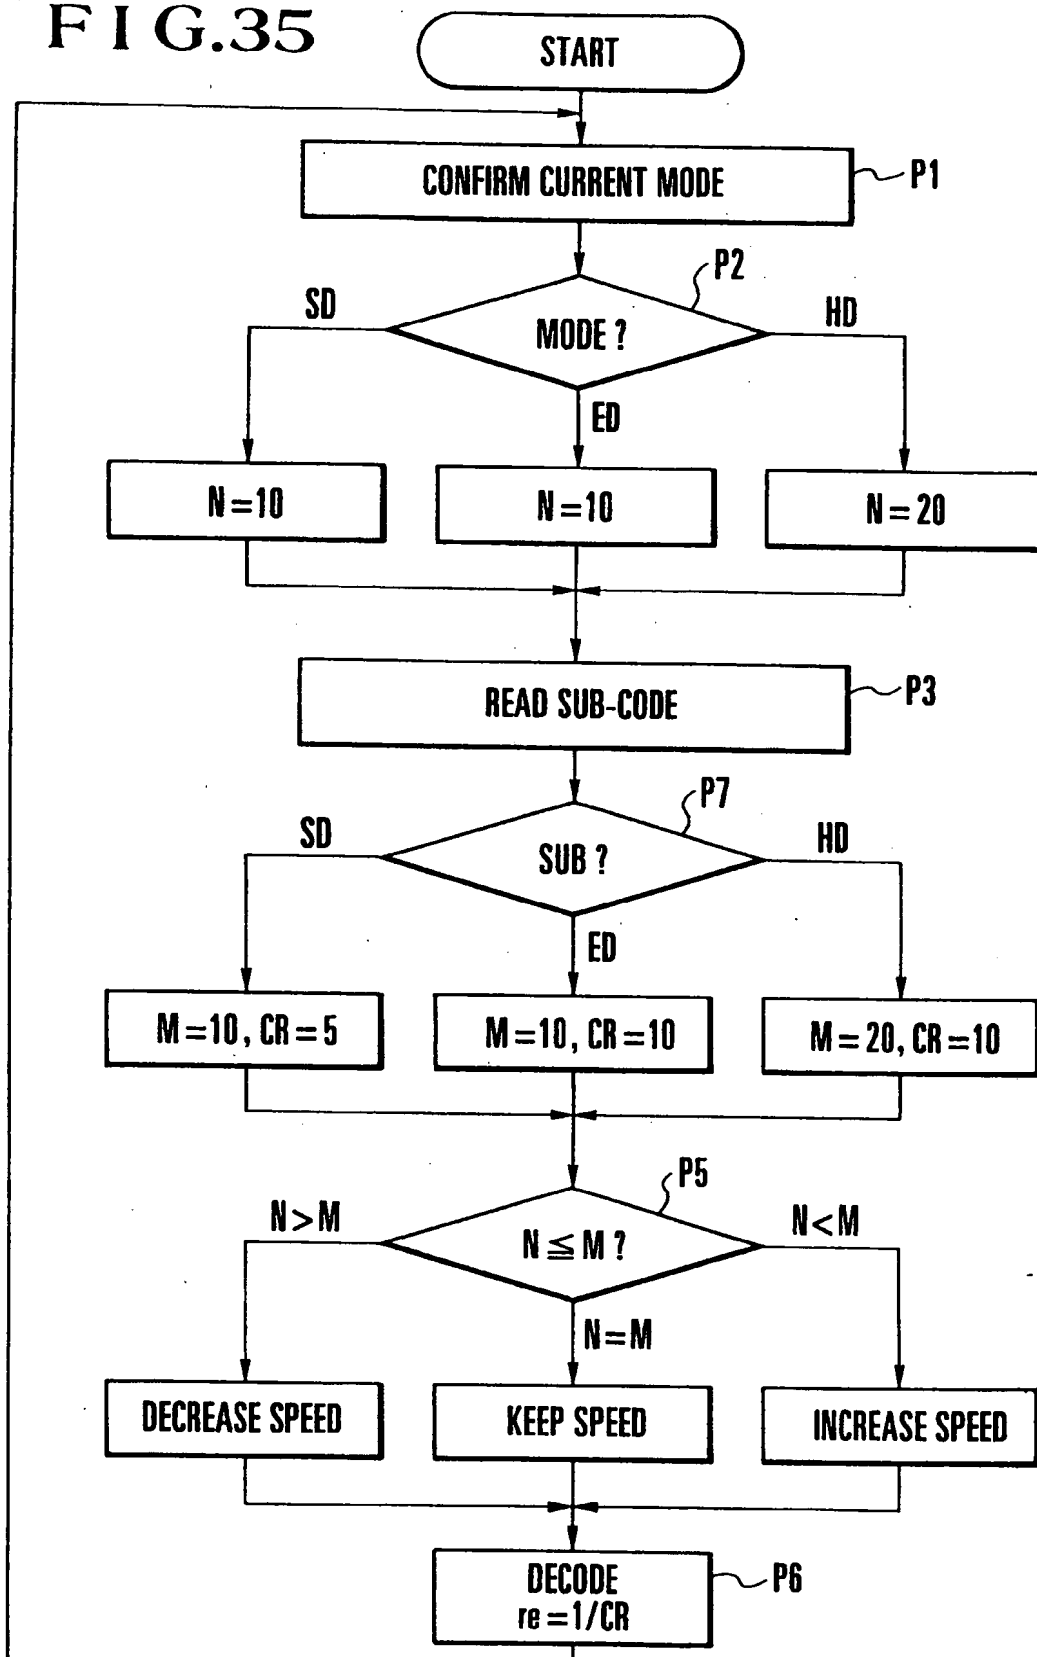 FIG.35
START
CONFIRM CURRENT MODE
P1
P2
SD
MODE ?
HD
ED
N=10
N=10
N=20
READ SUB-CODE
P3
P7
SD
SUB ?
HD
ED
M=10, CR=5
M=10, CR=10
M=20, CR=10
P5
N>M
N≦M ?
N<M
N=M
DECREASE SPEED
KEEP SPEED
INCREASE SPEED
DECODE
re=1/CR
P6